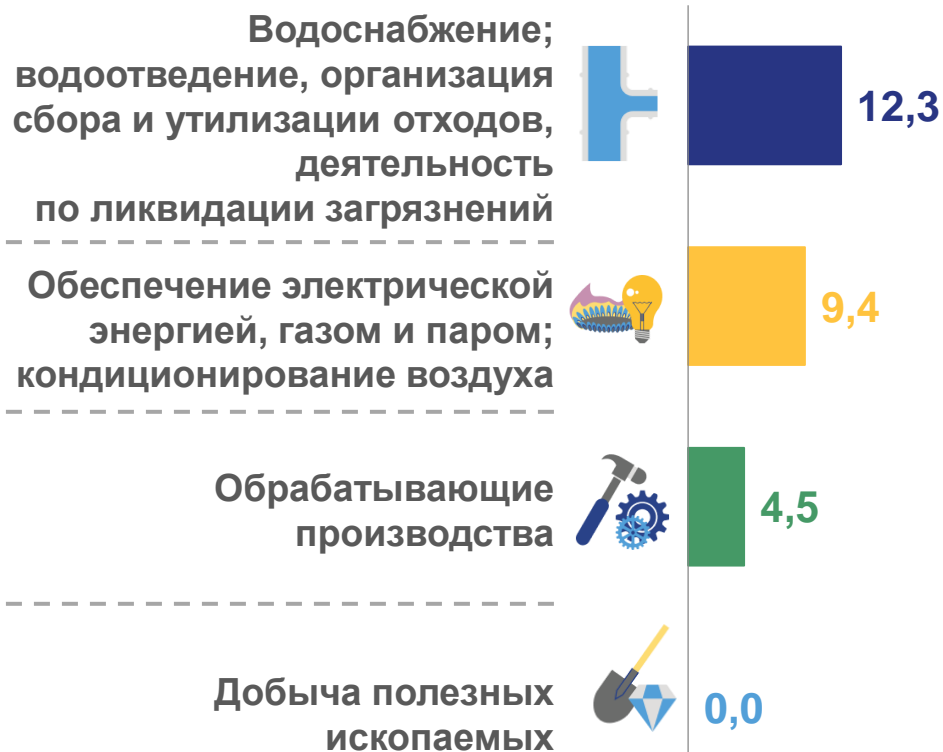 Водоснабжение;
водоотведение, организация
сбора и утилизации отходов,
деятельность
по ликвидации загрязнений
12,3
Обеспечение электрической
энергией, газом и паром;
кондиционирование воздуха
9,4
Обрабатывающие
производства
4,5
Добыча полезных
ископаемых
0,0